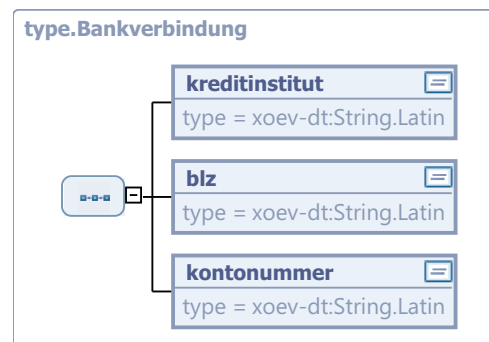 type.Bankverbindung
kreditinstitut
type = xoev-dt:String.Latin
blz
type = xoev-dt:String.Latin
kontonummer
type = xoev-dt:String.Latin